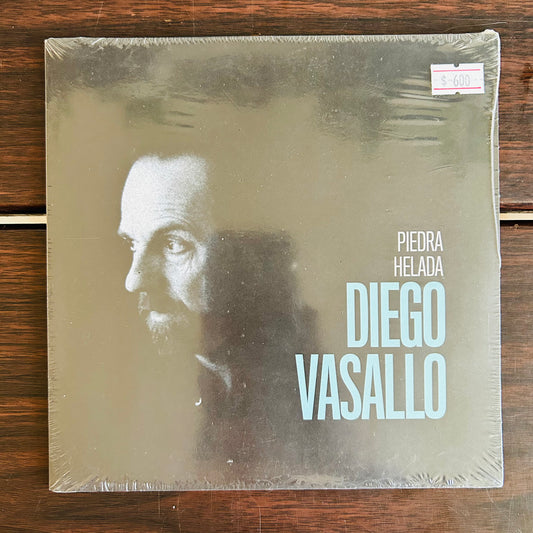 $ 600
PIEDRA
HELADA
DIEGO
VASALLO